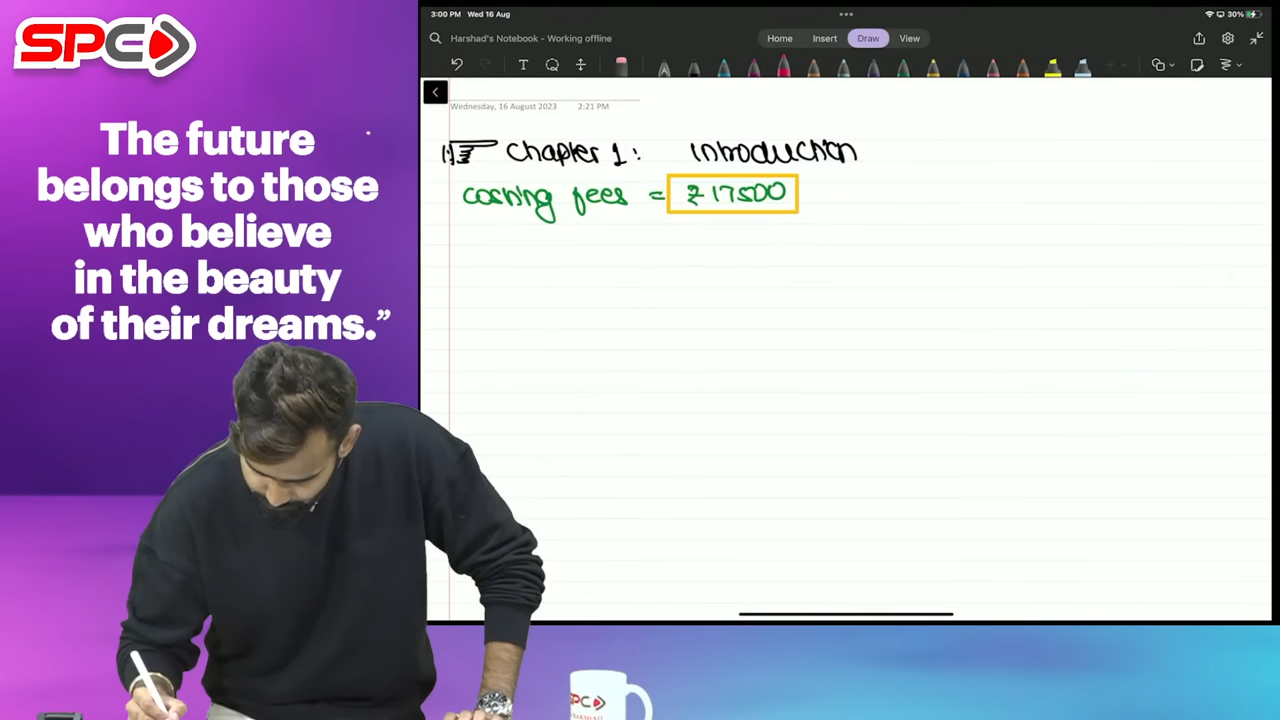 SPC
The future
belongs to those
who believe
in the beauty
of their dreams.”
3:00 PM Wed 16 Aug
30%
Harshad's Notebook - Working offline
Home Insert Draw View
Wednesday, 16 August 2023 2:21 PM
Chapter 1: Introduction
costing fees = ₹17500
SPC